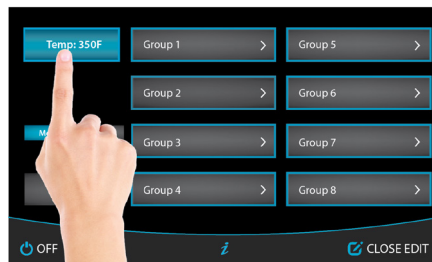 Temp: 350F
Group 1 >
Group 5 >
Group 2 >
Group 6 >
Group 3 >
Group 7 >
Group 4 >
Group 8 >
OFF
i
CLOSE EDIT